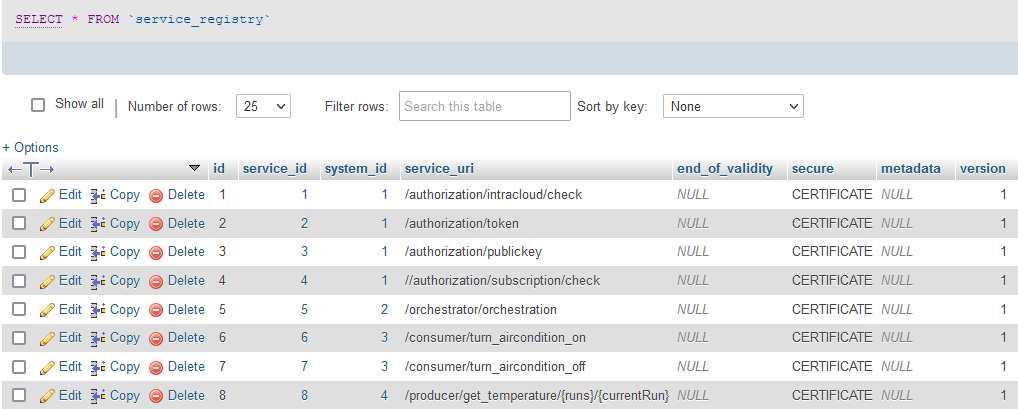 SELECT * FROM `service_registry`
Show all Number of rows: 25 Filter rows: Search this table Sort by key: None
+ Options
id service_id system_id service_uri end_of_validity secure metadata version
Edit Copy Delete 1 1 1 /authorization/intracloud/check NULL CERTIFICATE NULL 1
Edit Copy Delete 2 2 1 /authorization/token NULL CERTIFICATE NULL 1
Edit Copy Delete 3 3 1 /authorization/publickey NULL CERTIFICATE NULL 1
Edit Copy Delete 4 4 1 //authorization/subscription/check NULL CERTIFICATE NULL 1
Edit Copy Delete 5 5 2 /orchestrator/orchestration NULL CERTIFICATE NULL 1
Edit Copy Delete 6 6 3 /consumer/turn_aircondition_on NULL CERTIFICATE NULL 1
Edit Copy Delete 7 7 3 /consumer/turn_aircondition_off NULL CERTIFICATE NULL 1
Edit Copy Delete 8 8 4 /producer/get_temperature/{runs}/{currentRun} NULL CERTIFICATE NULL 1